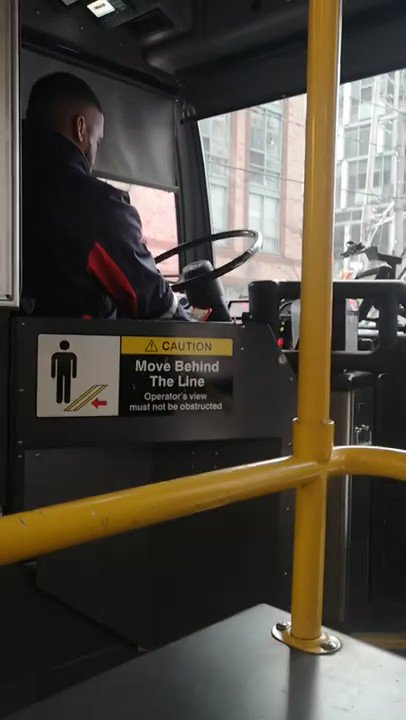 CAUTION
Move Behind
The Line
Operator's view
must not be obstructed